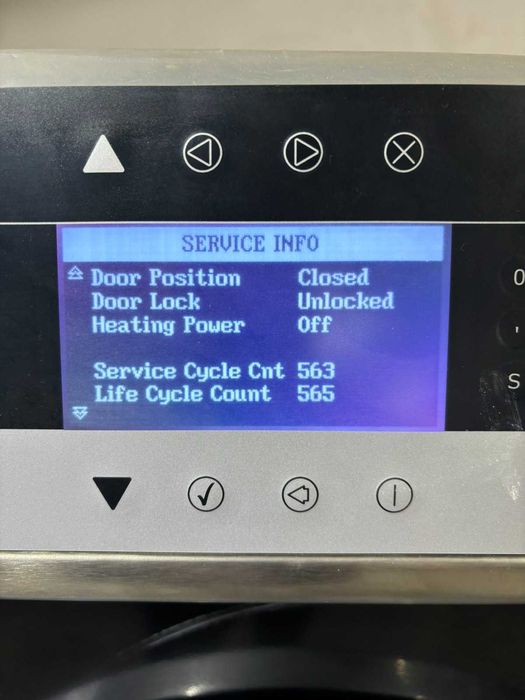 SERVICE INFO
Door Position Closed
Door Lock Unlocked
Heating Power Off
Service Cycle Cnt 563
Life Cycle Count 565
0
,
S